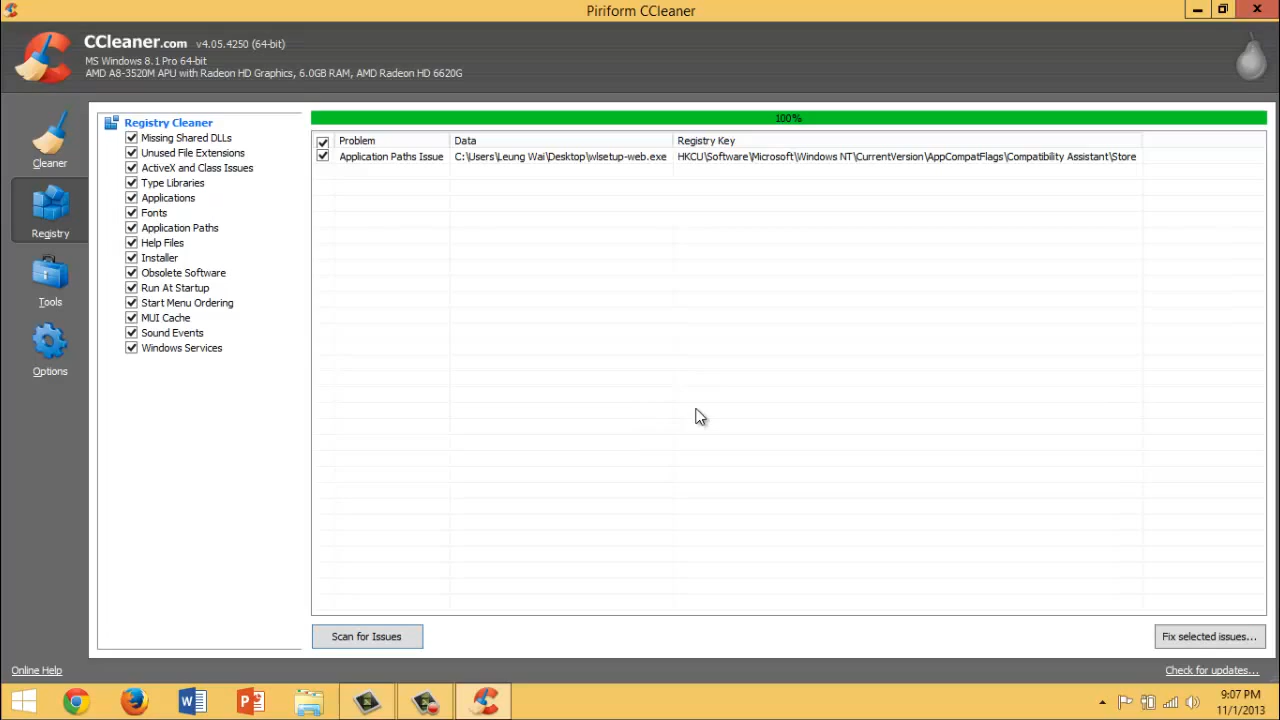 Piriform CCleaner
CCleaner.com v4.05.4250 (64-bit)
MS Windows 8.1 Pro 64-bit
AMD A8-3520M APU with Radeon HD Graphics, 6.0GB RAM, AMD Radeon HD 6620G
Cleaner
Registry
Tools
Options
Registry Cleaner
Missing Shared DLLs
Unused File Extensions
ActiveX and Class Issues
Type Libraries
Applications
Fonts
Application Paths
Help Files
Installer
Obsolete Software
Run At Startup
Start Menu Ordering
MUI Cache
Sound Events
Windows Services
100%
Problem Data Registry Key
Application Paths Issue C:\Users\Leung Wai\Desktop\wlsetup-web.exe HKCU\Software\Microsoft\Windows NT\CurrentVersion\AppCompatFlags\Compatibility Assistant\Store
Scan for Issues
Fix selected issues...
Online Help
Check for updates...
9:07 PM
11/1/2013